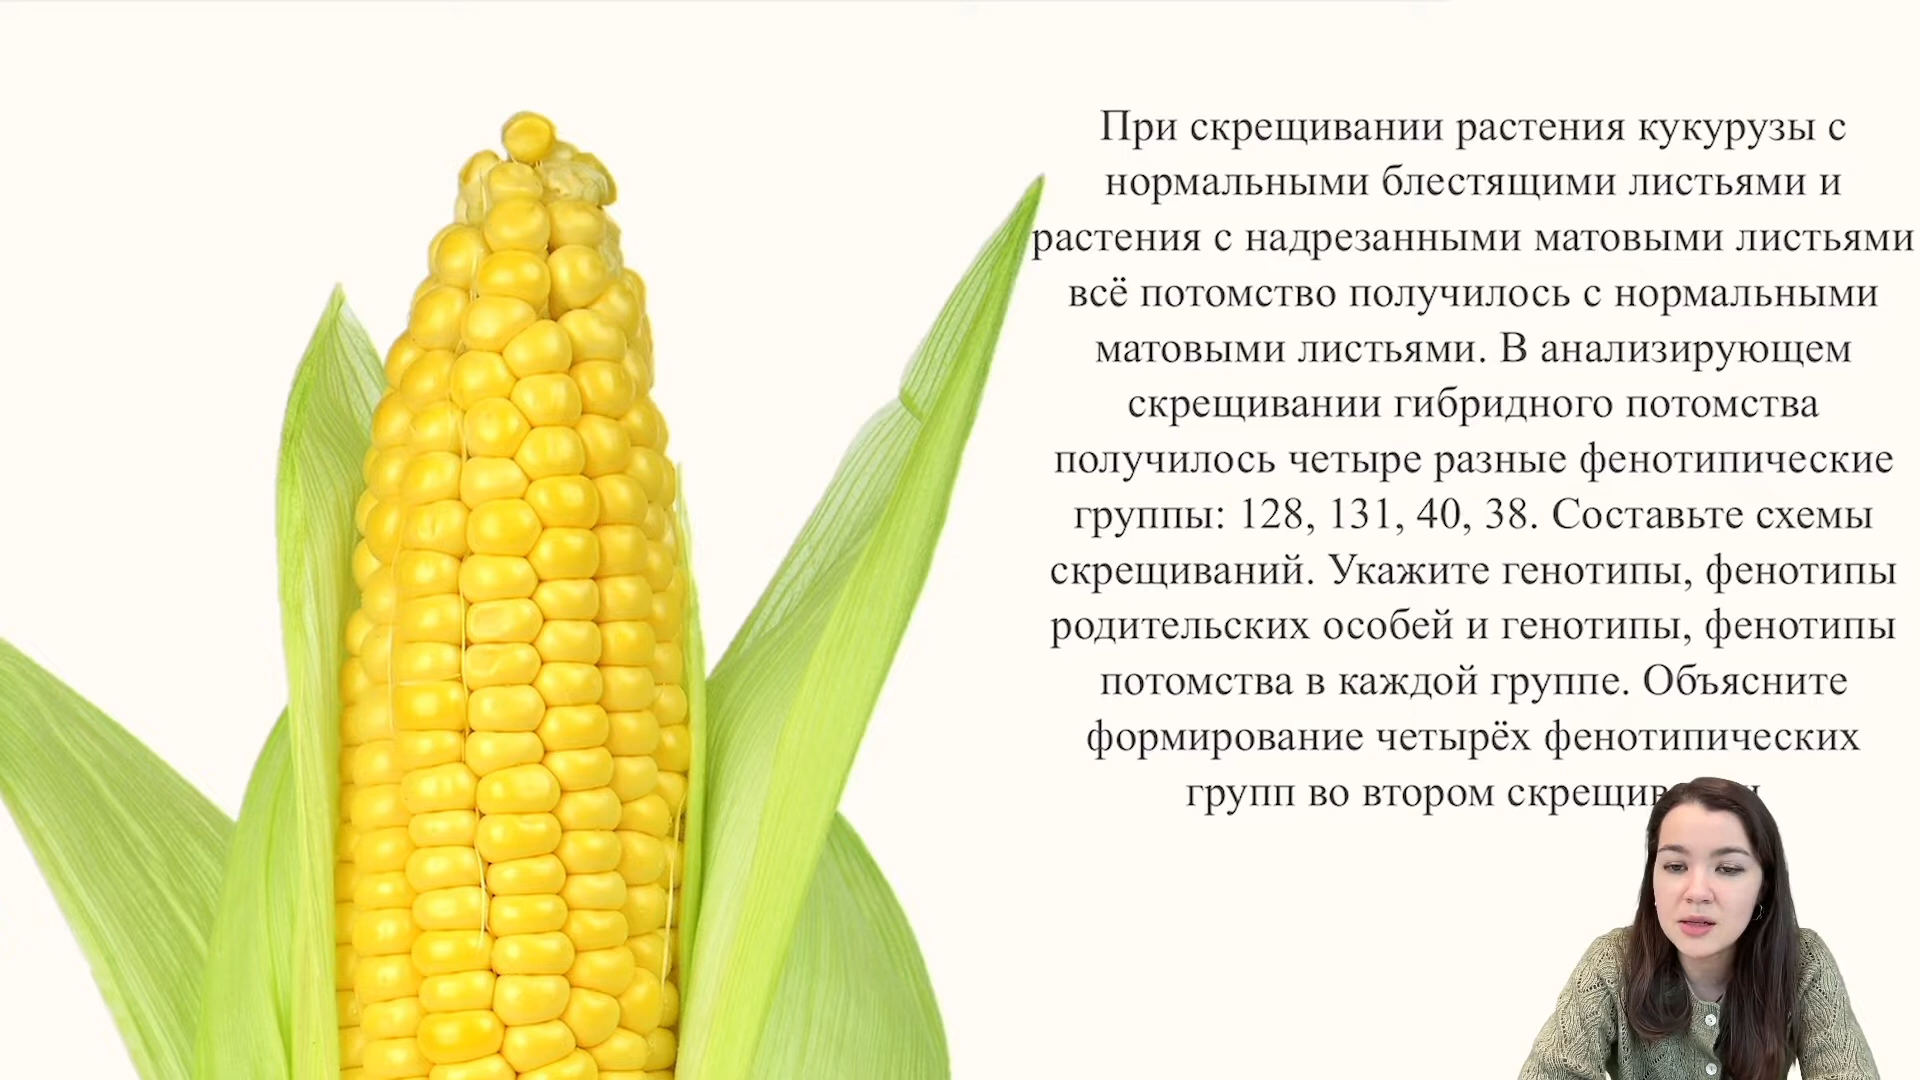 При скрещивании растения кукурузы с
нормальными блестящими листьями и
растения с надрезанными матовыми листьями
всё потомство получилось с нормальными
матовыми листьями. В анализирующем
скрещивании гибридного потомства
получилось четыре разные фенотипические
группы: 128, 131, 40, 38. Составьте схемы
скрещиваний. Укажите генотипы, фенотипы
родительских особей и генотипы, фенотипы
потомства в каждой группе. Объясните
формирование четырёх фенотипических
групп во втором